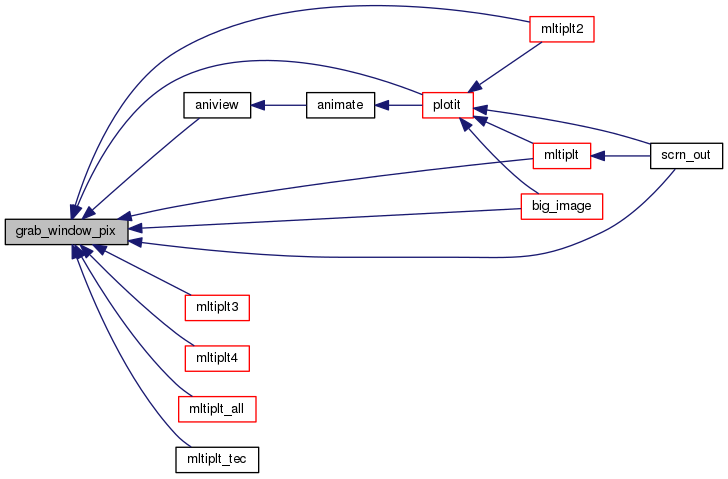 mltiplt2
aniview
animate
plotit
mltiplt
scrn_out
big_image
grab_window_pix
mltiplt3
mltiplt4
mltiplt_all
mltiplt_tec